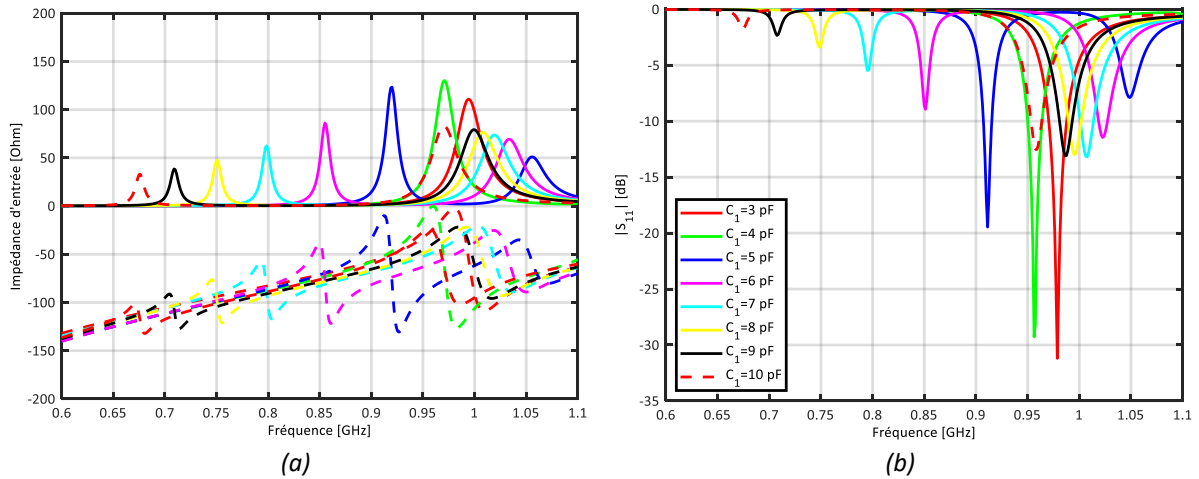 200
150
100
50
0
-50
-100
-150
-200
Impédance d'entrée [Ohm]
0.6 0.65 0.7 0.75 0.8 0.85 0.9 0.95 1 1.05 1.1
Fréquence [GHz]
(a)
0
-5
-10
-15
-20
-25
-30
-35
|S11| [dB]
C1=3 pF
C1=4 pF
C1=5 pF
C1=6 pF
C1=7 pF
C1=8 pF
C1=9 pF
C1=10 pF
0.6 0.65 0.7 0.75 0.8 0.85 0.9 0.95 1 1.05 1.1
Fréquence [GHz]
(b)